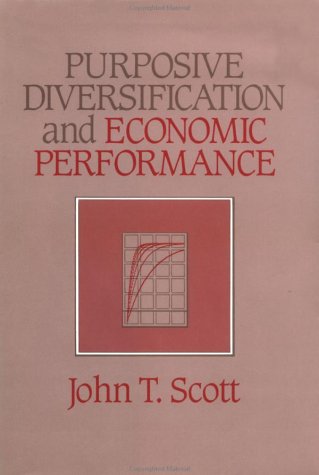 PURPOSIVE
DIVERSIFICATION
and ECONOMIC
PERFORMANCE
John T. Scott